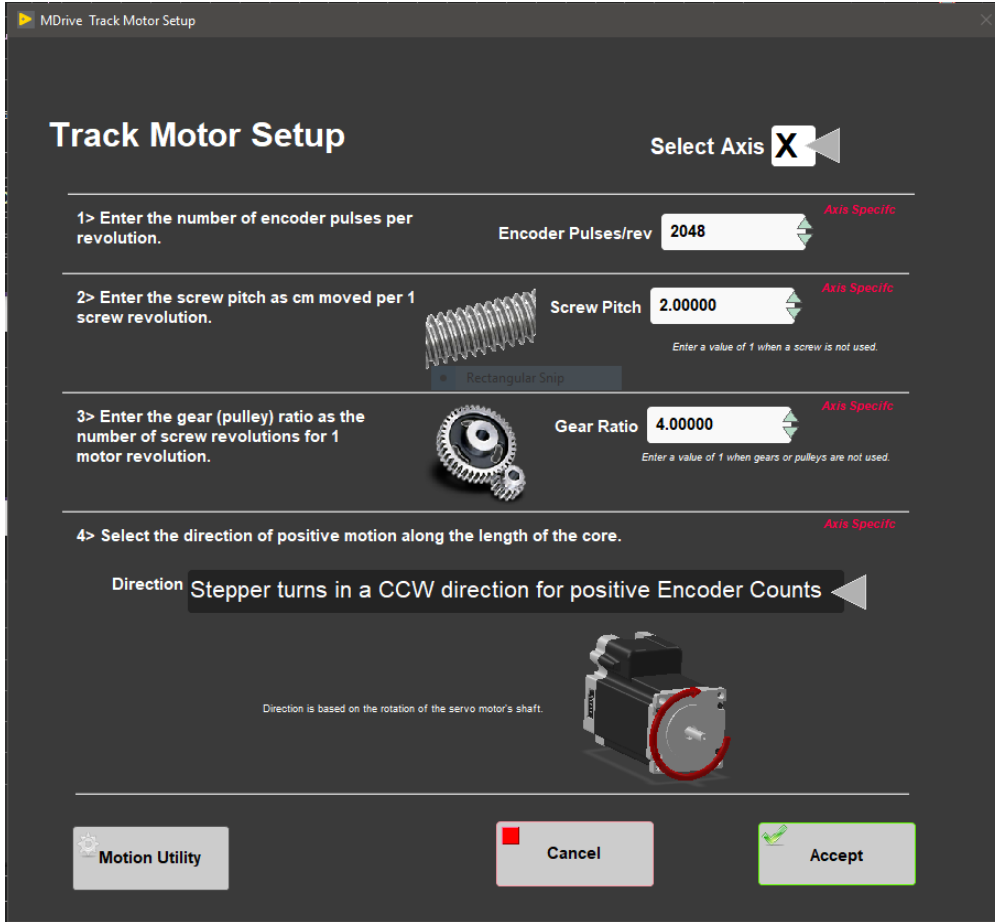 MDrive Track Motor Setup
Track Motor Setup
Select Axis X
1> Enter the number of encoder pulses per
revolution.
Encoder Pulses/rev 2048
Axis Specifc
2> Enter the screw pitch as cm moved per 1
screw revolution.
Screw Pitch 2.00000
Axis Specifc
Enter a value of 1 when a screw is not used.
Rectangular Snip
3> Enter the gear (pulley) ratio as the
number of screw revolutions for 1
motor revolution.
Gear Ratio 4.00000
Axis Specifc
Enter a value of 1 when gears or pulleys are not used.
4> Select the direction of positive motion along the length of the core.
Axis Specifc
Direction Stepper turns in a CCW direction for positive Encoder Counts
Direction is based on the rotation of the servo motor's shaft.
Motion Utility
Cancel
Accept